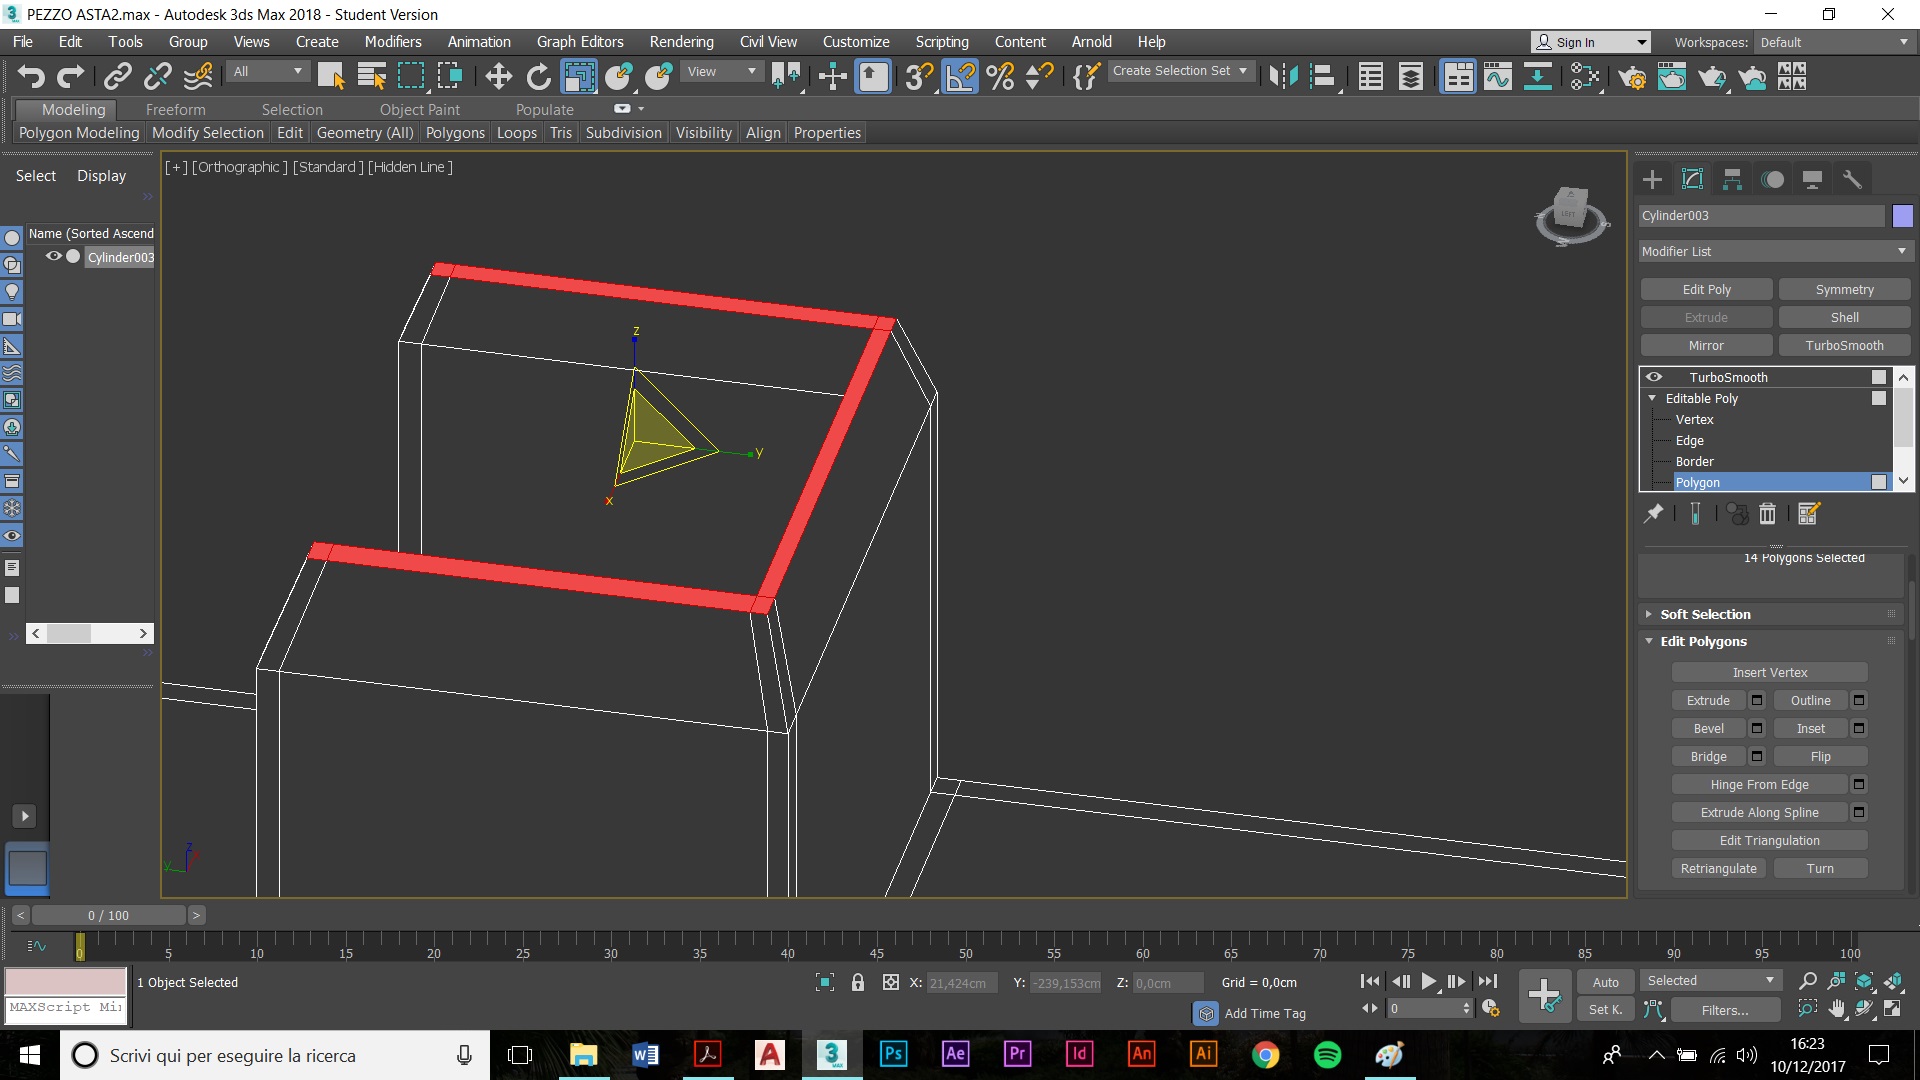 PEZZO ASTA2.max - Autodesk 3ds Max 2018 - Student Version
File Edit Tools Group Views Create Modifiers Animation Graph Editors Rendering Civil View Customize Scripting Content Arnold Help
Sign In
Workspaces: Default
All
View
Create Selection Set
Modeling Freeform Selection Object Paint Populate
Polygon Modeling Modify Selection Edit Geometry (All) Polygons Loops Tris Subdivision Visibility Align Properties
Select Display
Name (Sorted Ascend
Cylinder003
[+] [Orthographic ] [Standard ] [Hidden Line ]
z
y
x
LEFT
z
Cylinder003
Modifier List
Edit Poly Symmetry
Extrude Shell
Mirror TurboSmooth
TurboSmooth
Editable Poly
Vertex
Edge
Border
Polygon
14 Polygons Selected
Soft Selection
Edit Polygons
Insert Vertex
Extrude Outline
Bevel Inset
Bridge Flip
Hinge From Edge
Extrude Along Spline
Edit Triangulation
Retriangulate Turn
< 0 / 100 >
0 5 10 15 20 25 30 35 40 45 50 55 60 65 70 75 80 85 90 95 100
1 Object Selected
X: 21,424cm Y: -239,153cm Z: 0,0cm Grid = 0,0cm
Auto Selected
MAXScript Mi
Add Time Tag
0
Set K. Filters...
Scrivi qui per eseguire la ricerca
Ps Ae Pr Id An Ai
16:23
10/12/2017